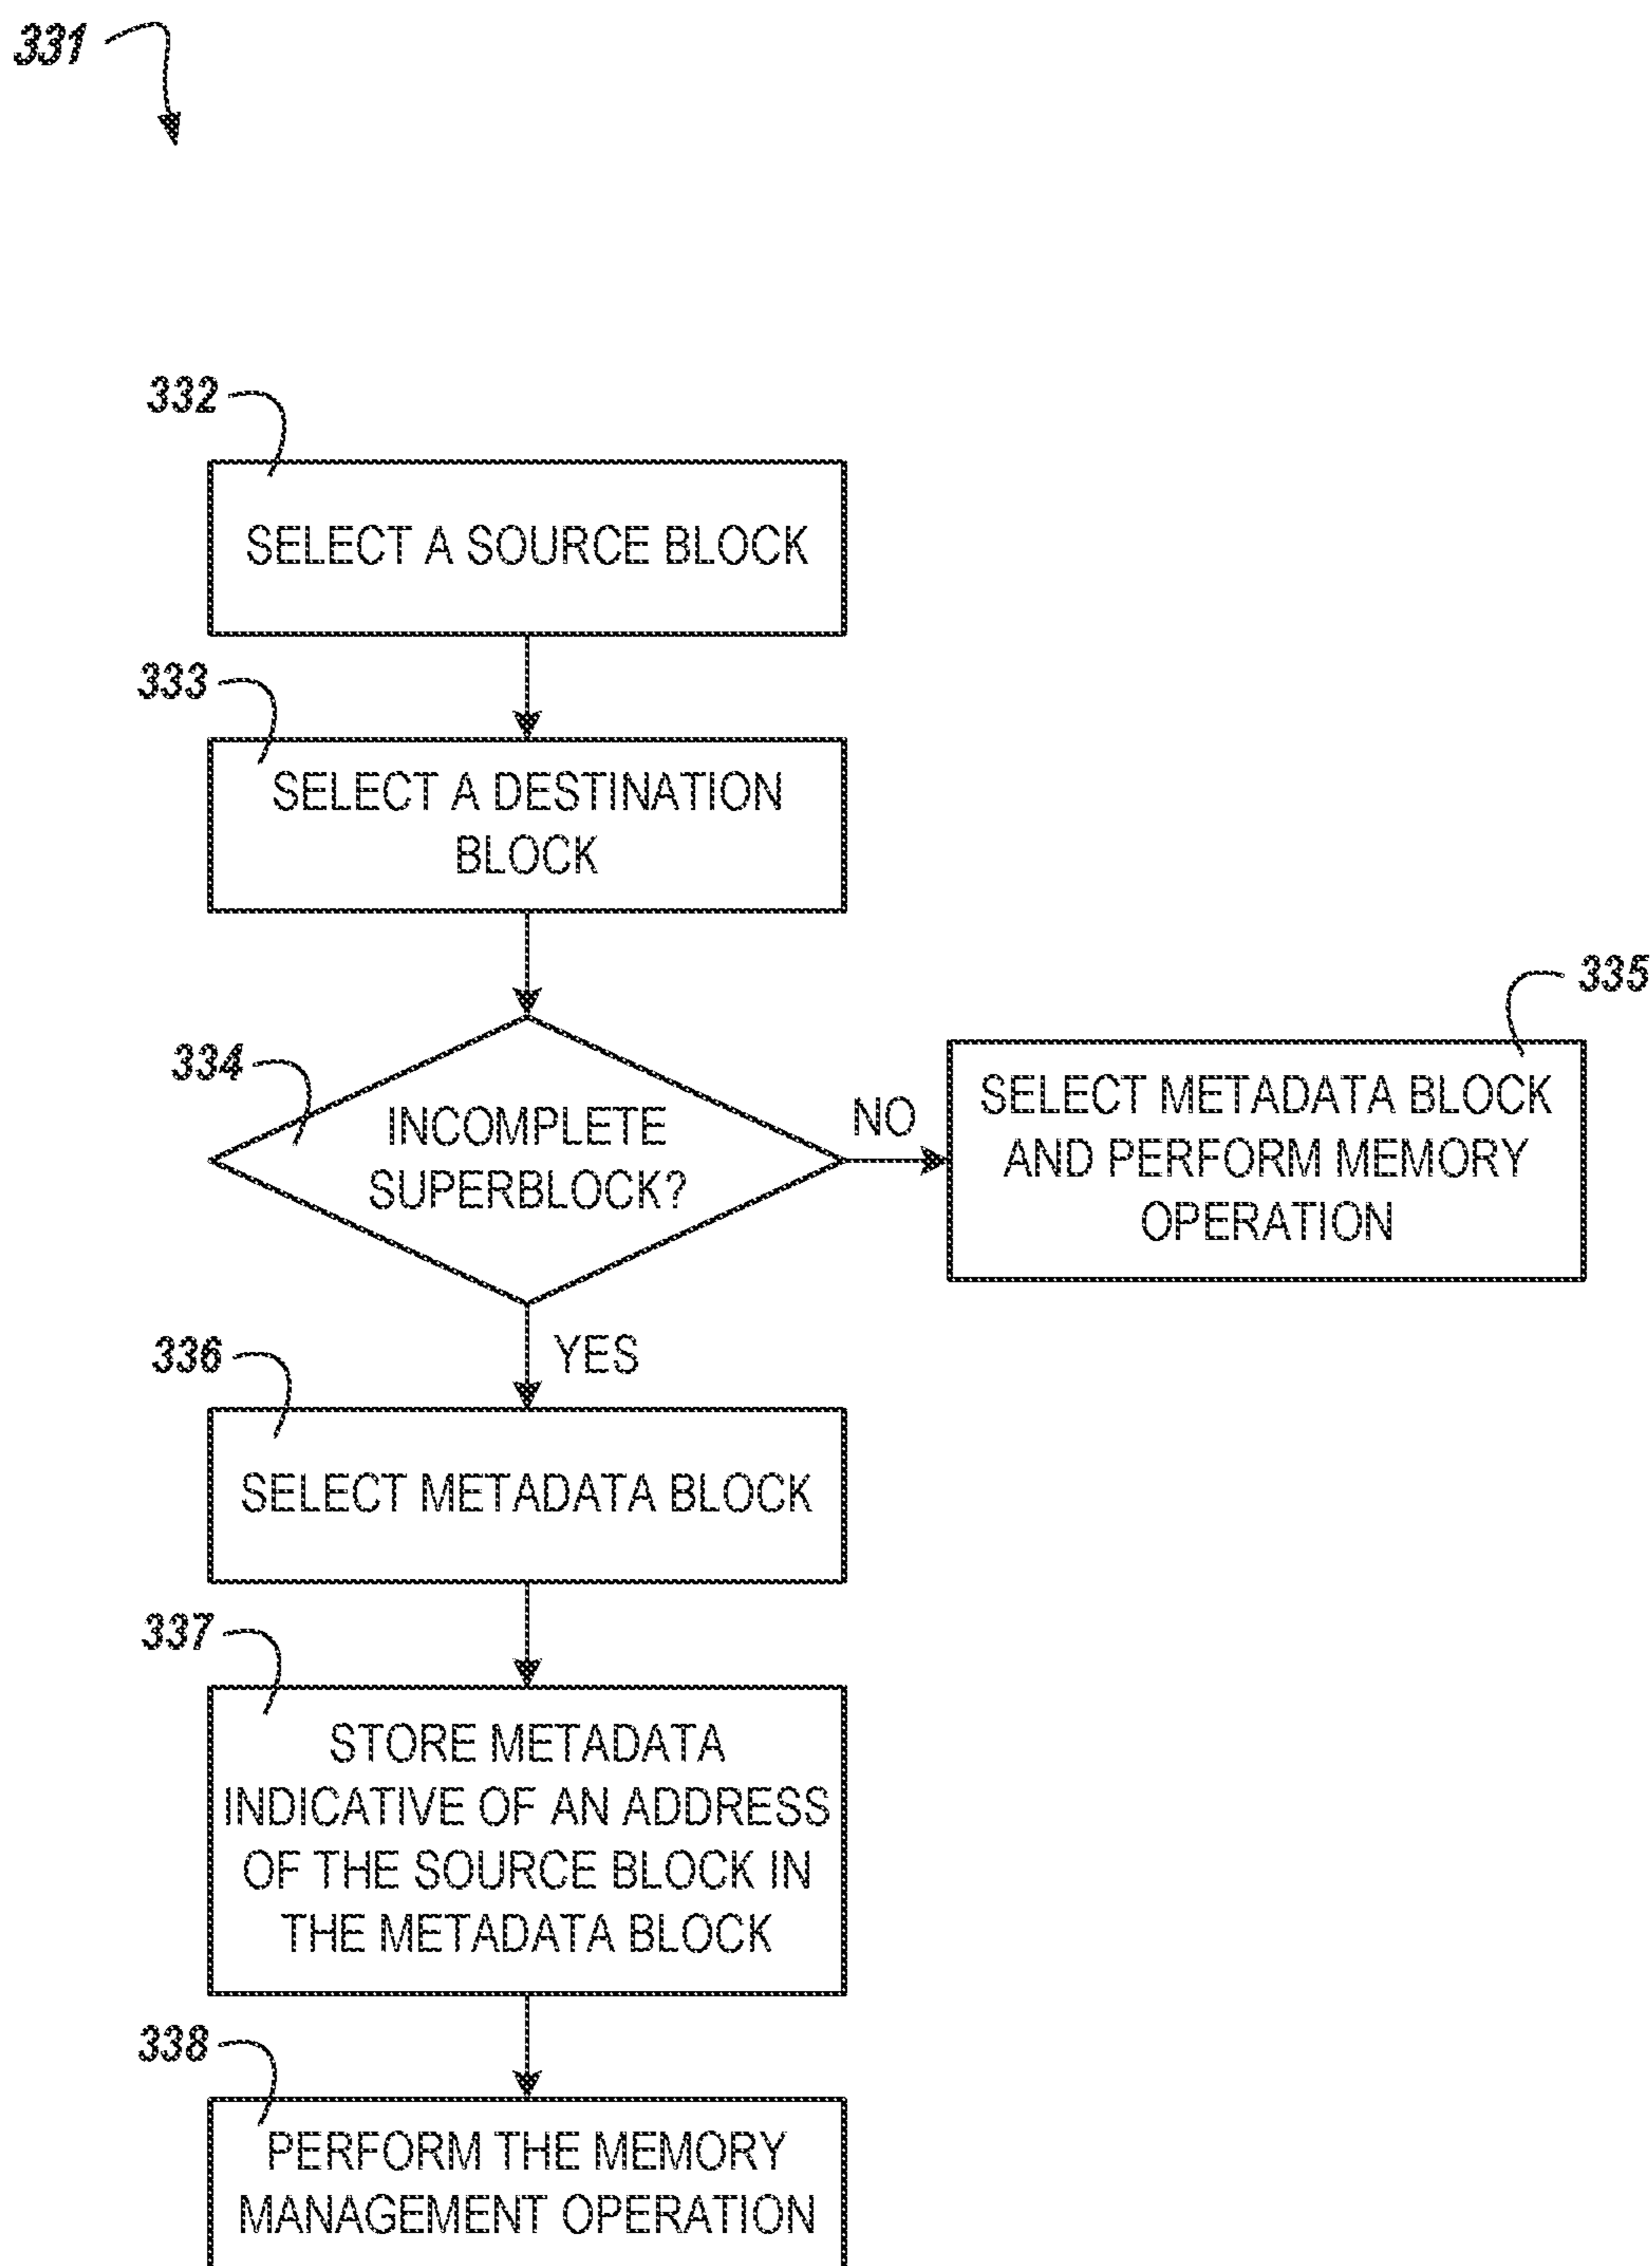 331
332
SELECT A SOURCE BLOCK
333
SELECT A DESTINATION
BLOCK
334
INCOMPLETE
SUPERBLOCK?
NO
335
SELECT METADATA BLOCK
AND PERFORM MEMORY
OPERATION
YES
336
SELECT METADATA BLOCK
337
STORE METADATA
INDICATIVE OF AN ADDRESS
OF THE SOURCE BLOCK IN
THE METADATA BLOCK
338
PERFORM THE MEMORY
MANAGEMENT OPERATION